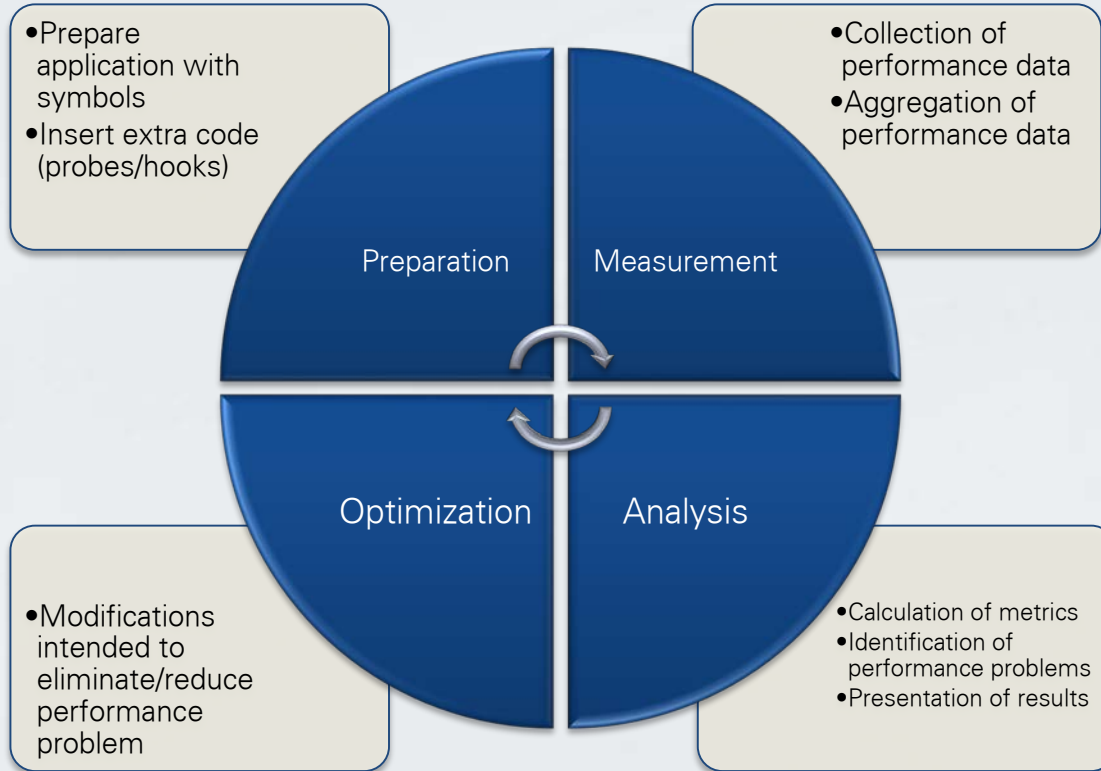 •Prepare
application with
symbols
•Insert extra code
(probes/hooks)
•Collection of
performance data
•Aggregation of
performance data
Preparation
Measurement
Optimization
Analysis
•Modifications
intended to
eliminate/reduce
performance
problem
•Calculation of metrics
•Identification of
performance problems
•Presentation of results